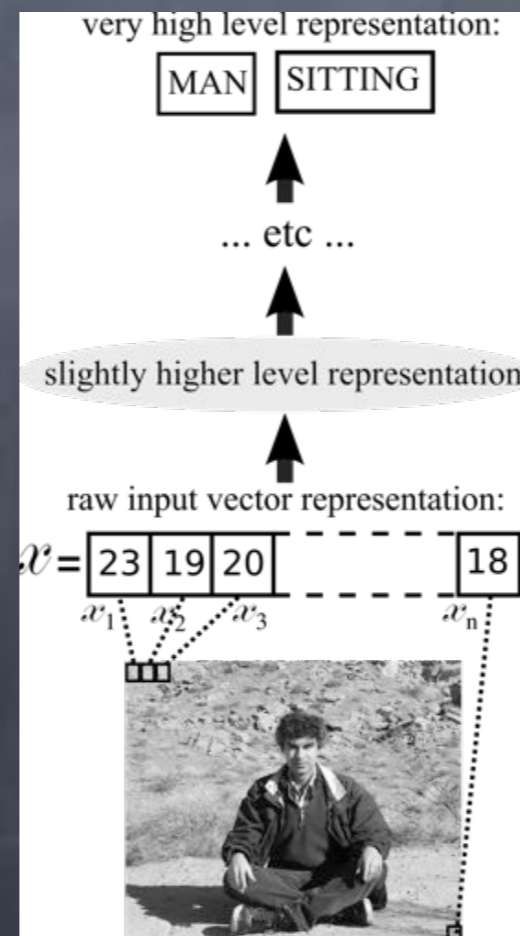 very high level representation:
MAN SITTING
... etc ...
slightly higher level representation
raw input vector representation:
x = 23 19 20 18
x1 x2 x3 xn